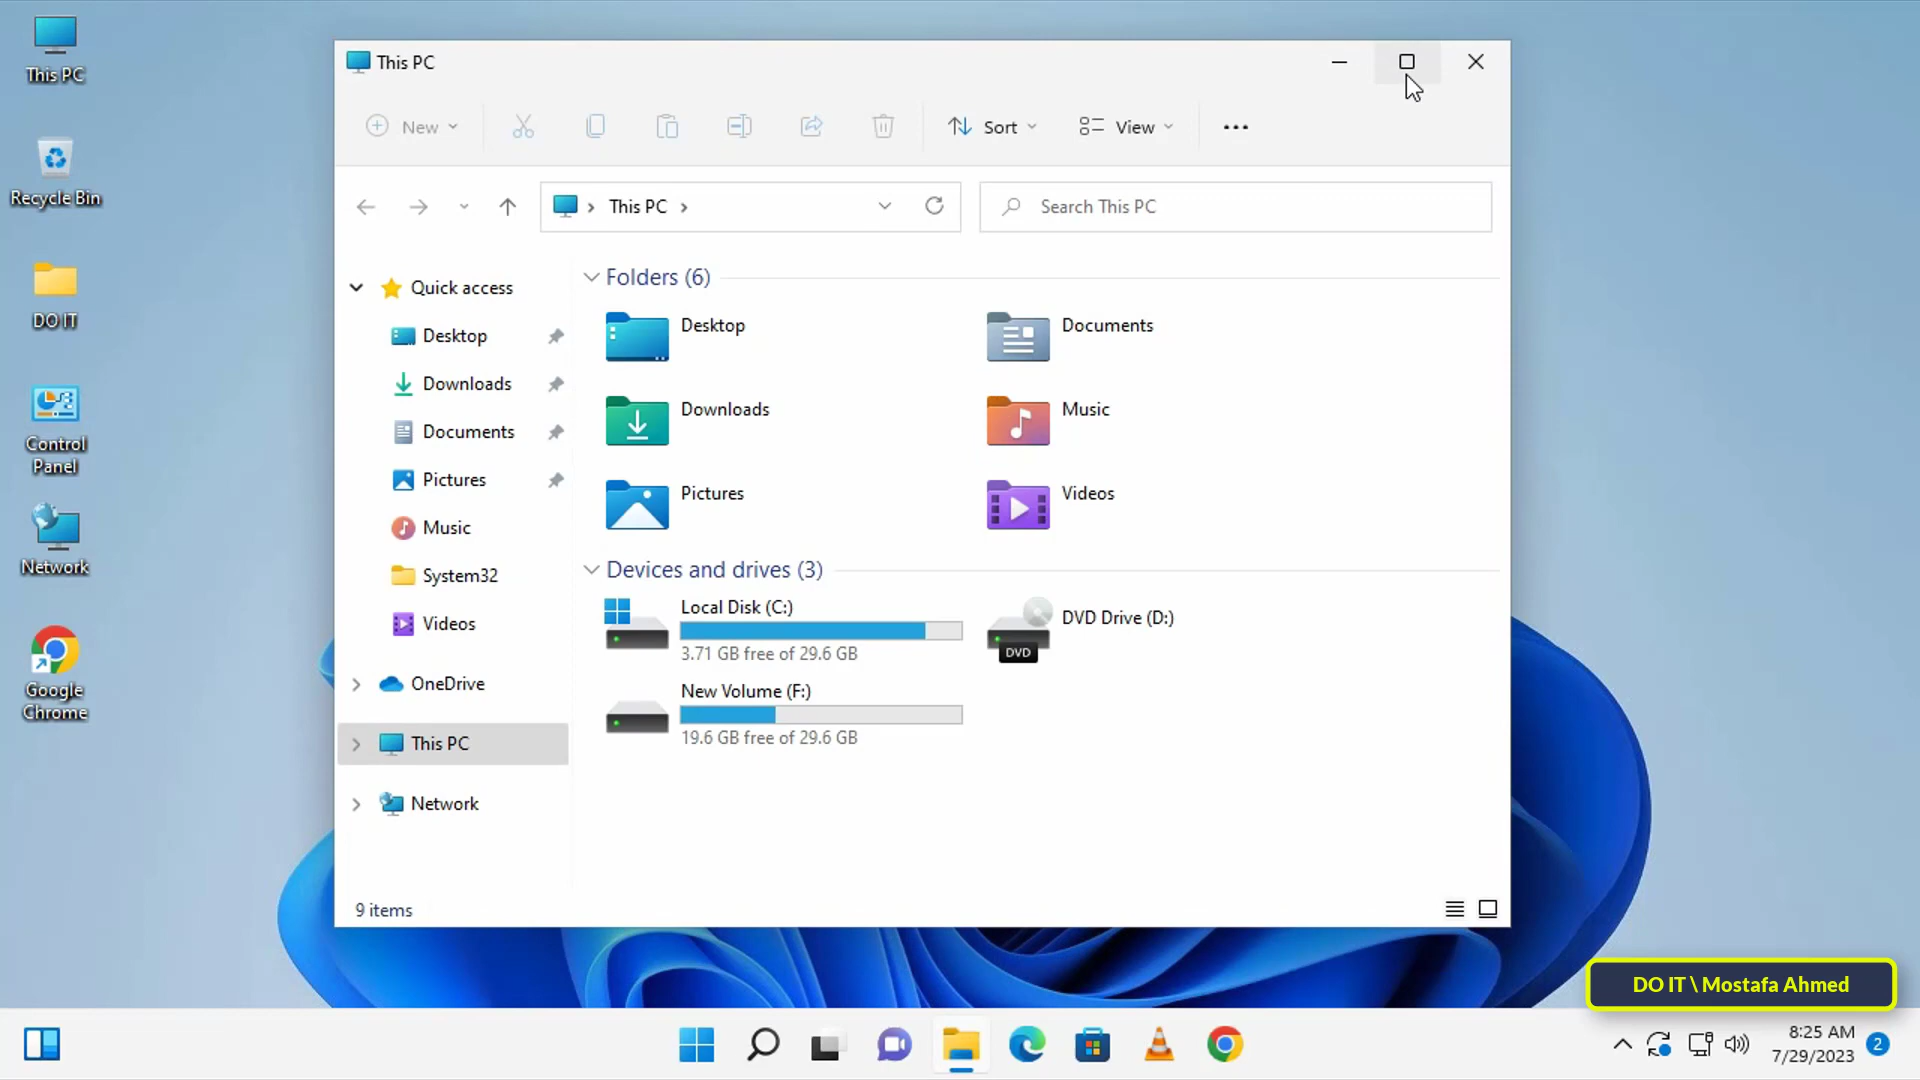 This PC
Recycle Bin
DO IT
Control
Panel
Network
Google
Chrome
This PC
New
Sort
View
This PC
Search This PC
Quick access
Desktop
Downloads
Documents
Pictures
Music
System32
Videos
OneDrive
This PC
Network
Folders (6)
Desktop
Documents
Downloads
Music
Pictures
Videos
Devices and drives (3)
Local Disk (C:)
3.71 GB free of 29.6 GB
DVD
DVD Drive (D:)
New Volume (F:)
19.6 GB free of 29.6 GB
9 items
DO IT \ Mostafa Ahmed
8:25 AM
7/29/2023
2